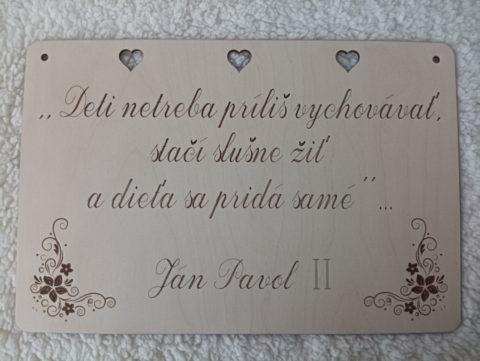 ,,Deti netreba príliš vychovávať,
stačí slušne žiť
a dieťa sa pridá samé"...
Ján Pavol II